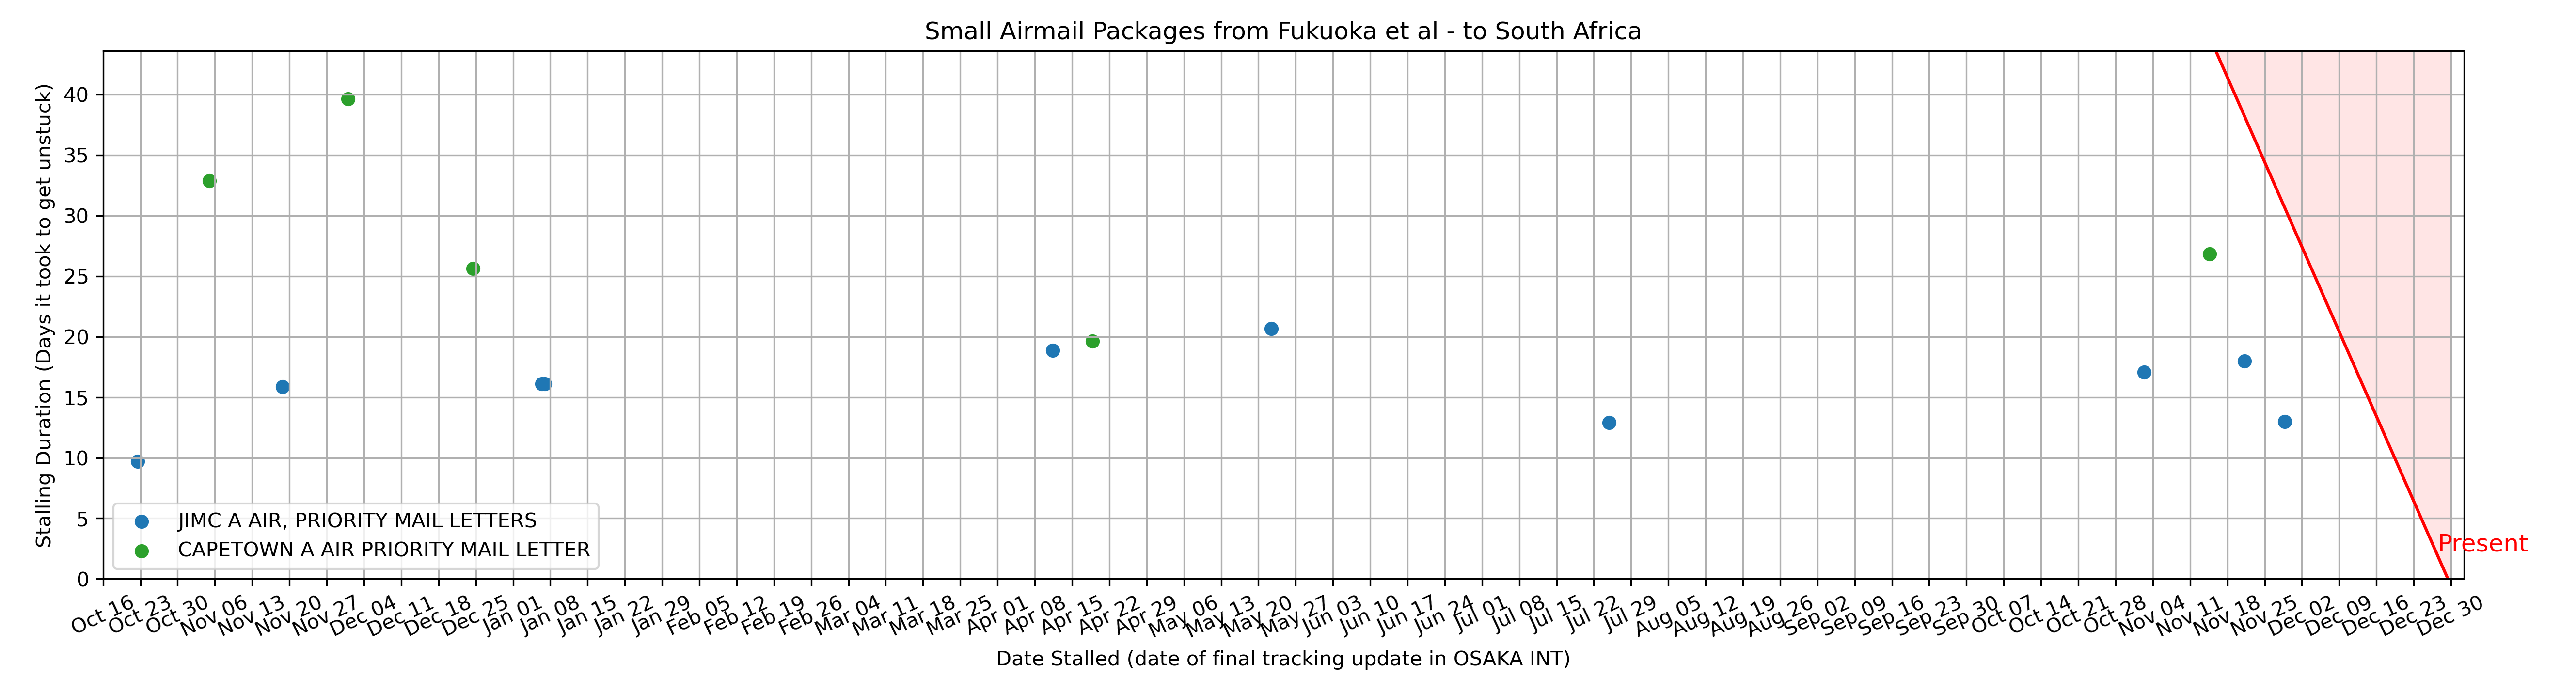 Small Airmail Packages from Fukuoka et al - to South Africa
Stalling Duration (Days it took to get unstuck)
40
35
30
25
20
15
10
5
0
JIMC A AIR, PRIORITY MAIL LETTERS
CAPETOWN A AIR PRIORITY MAIL LETTER
Present
Oct 16
Oct 23
Oct 30
Nov 06
Nov 13
Nov 20
Nov 27
Dec 04
Dec 11
Dec 18
Dec 25
Jan 01
Jan 08
Jan 15
Jan 22
Jan 29
Feb 05
Feb 12
Feb 19
Feb 26
Mar 04
Mar 11
Mar 18
Mar 25
Apr 01
Apr 08
Apr 15
Apr 22
Apr 29
May 06
May 13
May 20
May 27
Jun 03
Jun 10
Jun 17
Jun 24
Jul 01
Jul 08
Jul 15
Jul 22
Jul 29
Aug 05
Aug 12
Aug 19
Aug 26
Sep 02
Sep 09
Sep 16
Sep 23
Sep 30
Oct 07
Oct 14
Oct 21
Oct 28
Nov 04
Nov 11
Nov 18
Nov 25
Dec 02
Dec 09
Dec 16
Dec 23
Dec 30
Date Stalled (date of final tracking update in OSAKA INT)